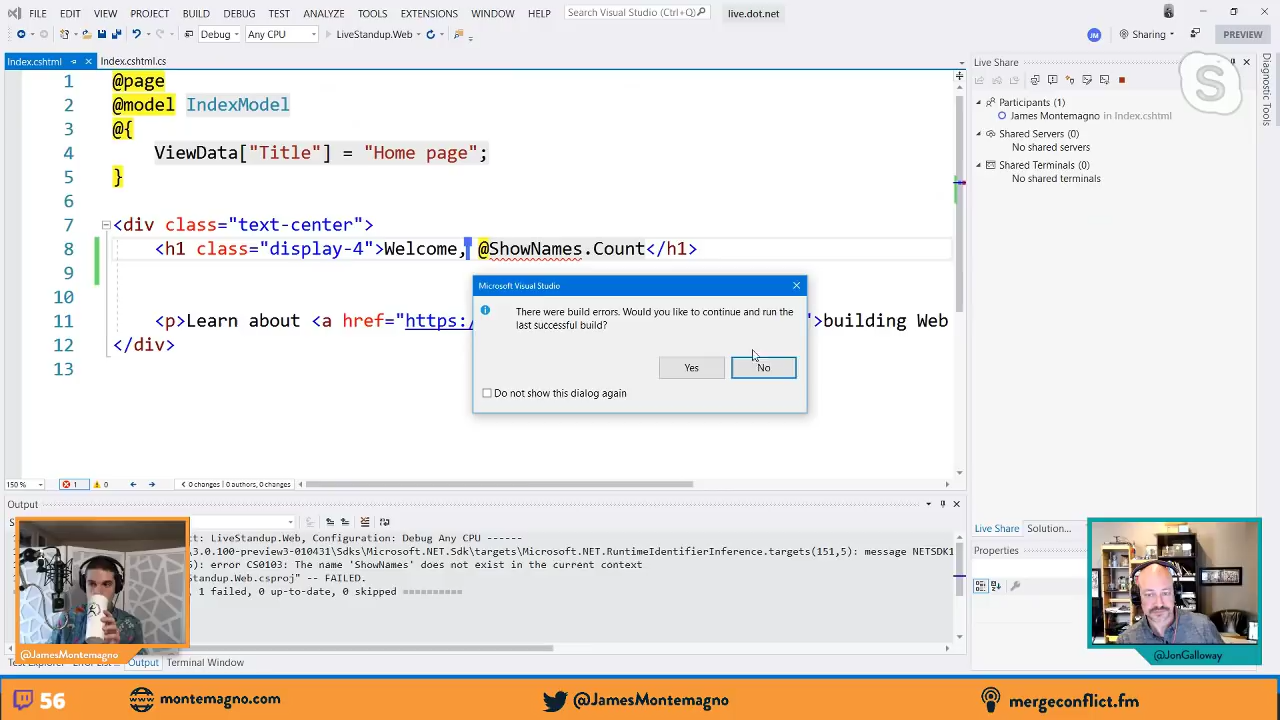 FILE EDIT VIEW PROJECT BUILD DEBUG TEST ANALYZE TOOLS EXTENSIONS WINDOW HELP Search Visual Studio (Ctrl+Q) live.dot.net
Debug Any CPU LiveStandup.Web JM Sharing PREVIEW
Index.cshtml Index.cshtml.cs
1 @page
2 @model IndexModel
3 @{
4 ViewData["Title"] = "Home page";
5 }
6
7 <div class="text-center">
8 <h1 class="display-4">Welcome, @ShowNames.Count</h1>
9
10
11 <p>Learn about <a href="https:/ ">building Web
12 </div>
13
Microsoft Visual Studio
There were build errors. Would you like to continue and run the
last successful build?
Yes No
Do not show this dialog again
Live Share
Participants (1)
James Montemagno in Index.cshtml
Shared Servers (0)
No shared servers
Shared Terminals (0)
No shared terminals
S
Diagnostic Tools
150 % 1 0 0 changes | 0 authors, 0 changes
Output
S
ct: LiveStandup.Web, Configuration: Debug Any CPU ------
\3.0.100-preview3-010431\Sdks\Microsoft.NET.Sdk\targets\Microsoft.NET.RuntimeIdentifierInference.targets(151,5): message NETSDK1
): error CS0103: The name 'ShowNames' does not exist in the current context
tandup.Web.csproj" -- FAILED.
, 1 failed, 0 up-to-date, 0 skipped ==========
Live Share Solution...
Properties
Output Terminal Window
@JamesMontemagno
@JonGalloway
56 montemagno.com @JamesMontemagno mergeconflict.fm